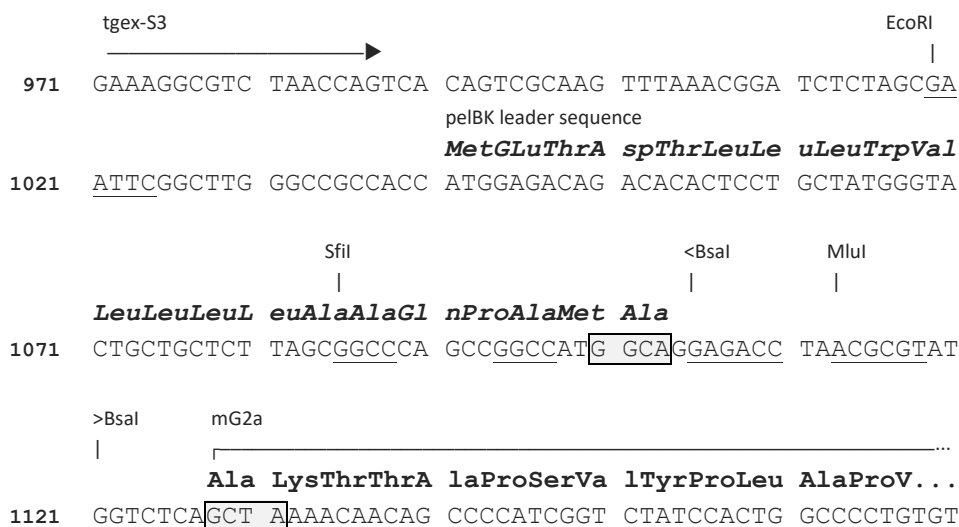 tgex-S3 EcoRI
971 GAAAGGCGTC TAACCAGTCA CAGTCGCAAG TTTAAACGGA TCTCTAGCGA
pelBK leader sequence
MetGLuThrA spThrLeuLe uLeuTrpVal
1021 ATTCGGCTTG GGCCGCCACC ATGGAGACAG ACACACTCCT GCTATGGGTA
SfiI <BsaI MluI
LeuLeuLeuL euAlaAlaGl nProAlaMet Ala
1071 CTGCTGCTCT TAGCGGCCCA GCCGGCCATG GCAGGAGACC TAACGCGTAT
>BsaI mG2a
Ala LysThrThrA laProSerVa lTyrProLeu AlaProV...
1121 GGTCTCAGCT AAAACAACAG CCCCATCGGT CTATCCACTG GCCCCTGTGT